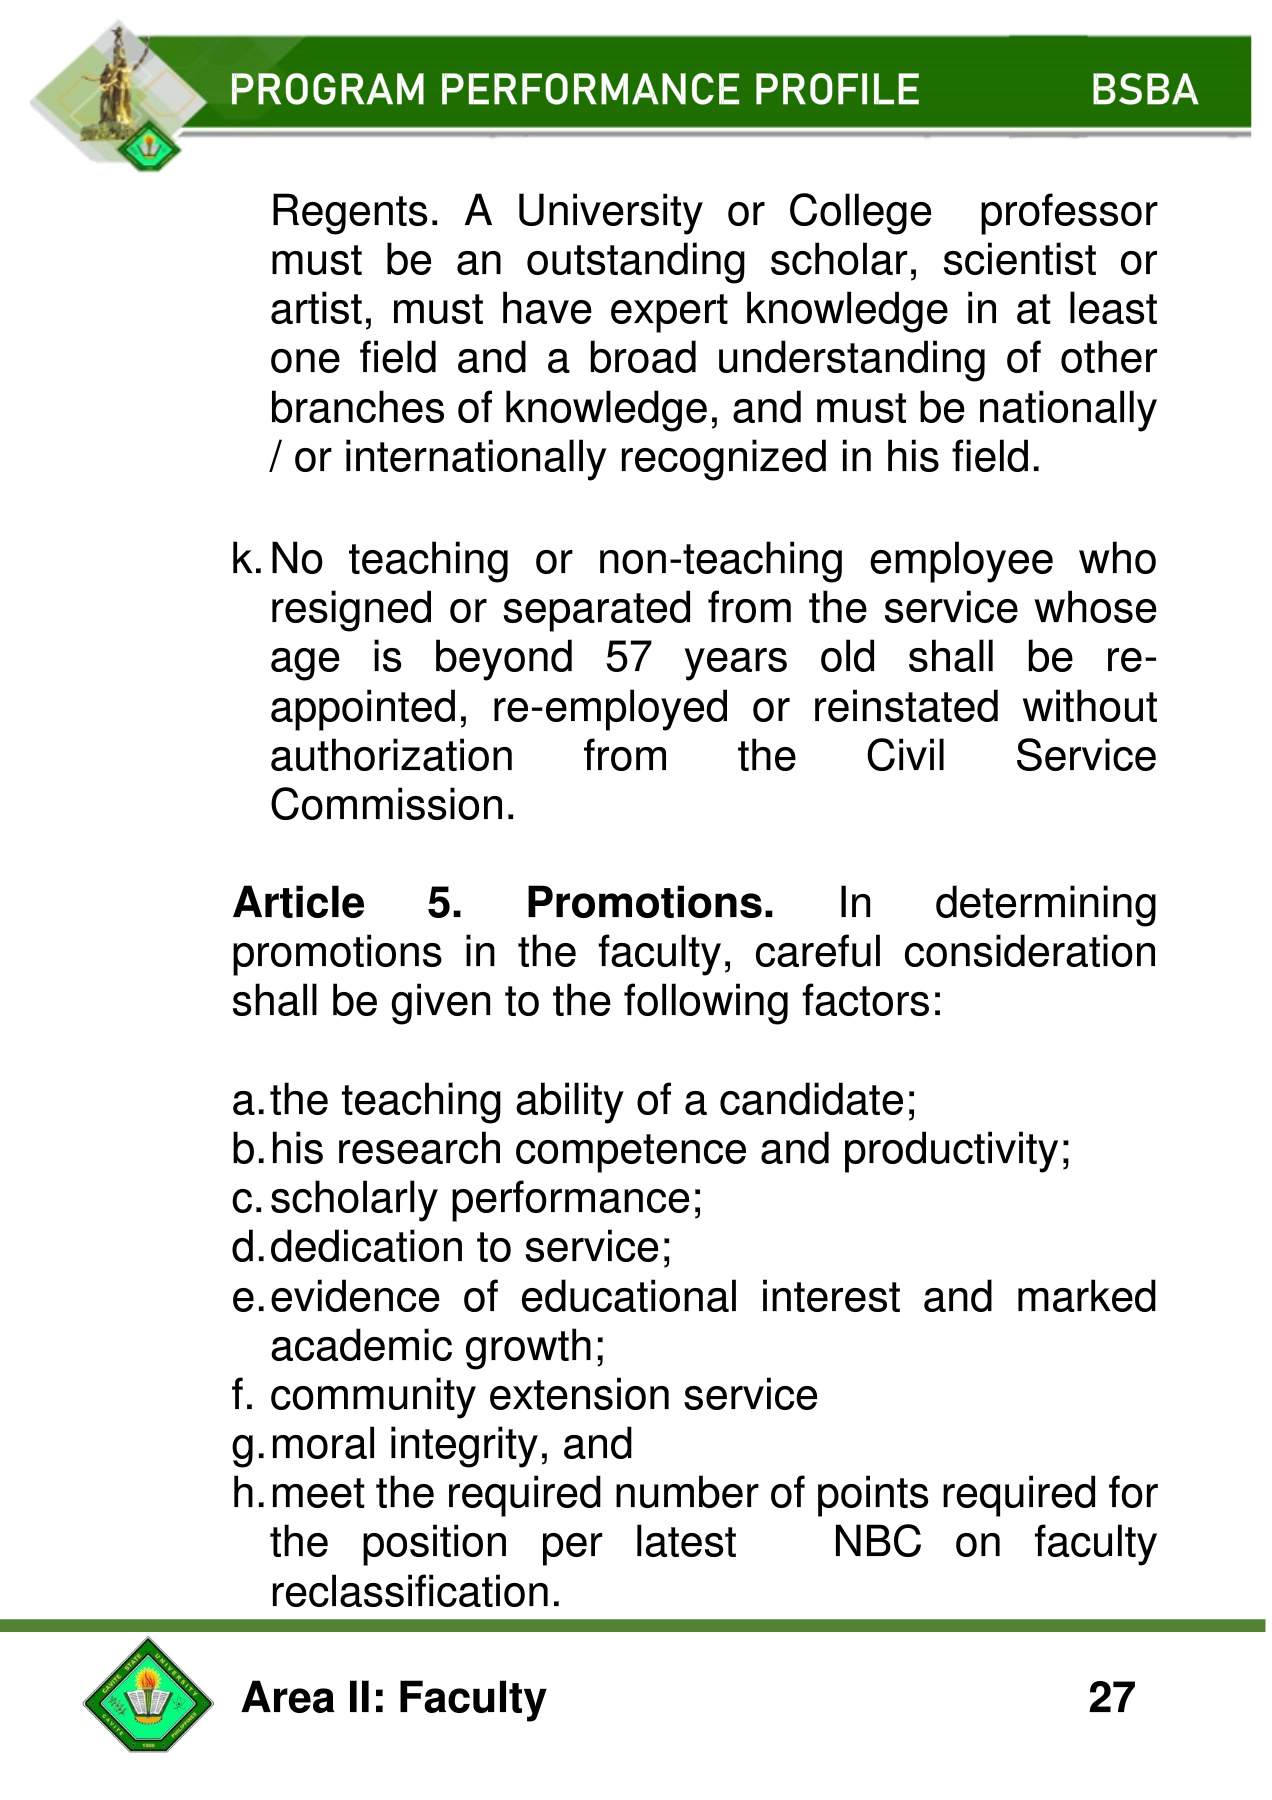 PROGRAM PERFORMANCE PROFILE BSBA
Regents. A University or College professor
must be an outstanding scholar, scientist or
artist, must have expert knowledge in at least
one field and a broad understanding of other
branches of knowledge, and must be nationally
/ or internationally recognized in his field.
k. No teaching or non-teaching employee who
resigned or separated from the service whose
age is beyond 57 years old shall be re-
appointed, re-employed or reinstated without
authorization from the Civil Service
Commission.
Article 5. Promotions. In determining
promotions in the faculty, careful consideration
shall be given to the following factors:
a. the teaching ability of a candidate;
b. his research competence and productivity;
c. scholarly performance;
d. dedication to service;
e. evidence of educational interest and marked
academic growth;
f. community extension service
g. moral integrity, and
h. meet the required number of points required for
the position per latest NBC on faculty
reclassification.
CAVITE STATE UNIVERSITY
CAVITE 1906 PHILIPPINES
Area II: Faculty 27